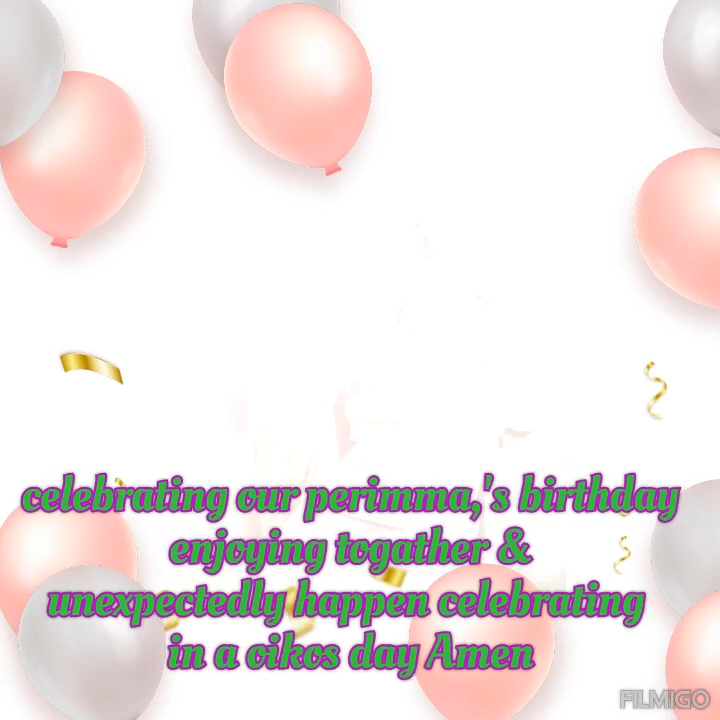 celebrating our perimma,'s birthday
enjoying togather &
unexpectedly happen celebrating
in a oikos day Amen
FILMIGO